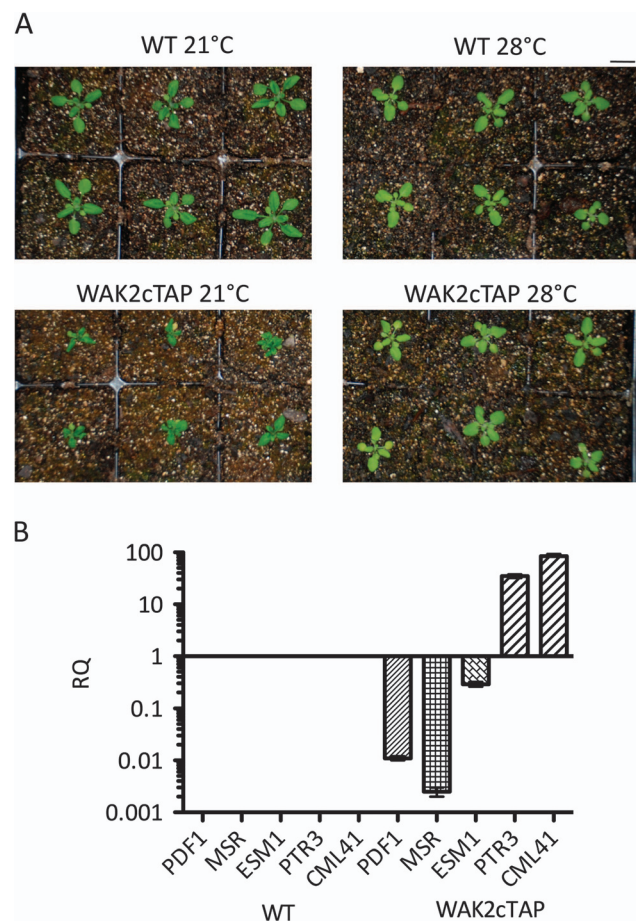 A
WT 21°C
WT 28°C
WAK2cTAP 21°C
WAK2cTAP 28°C
B
100
10
1
0.1
0.01
0.001
RQ
PDF1
MSR
ESM1
PTR3
CML41
PDF1
MSR
ESM1
PTR3
CML41
WT
WAK2cTAP